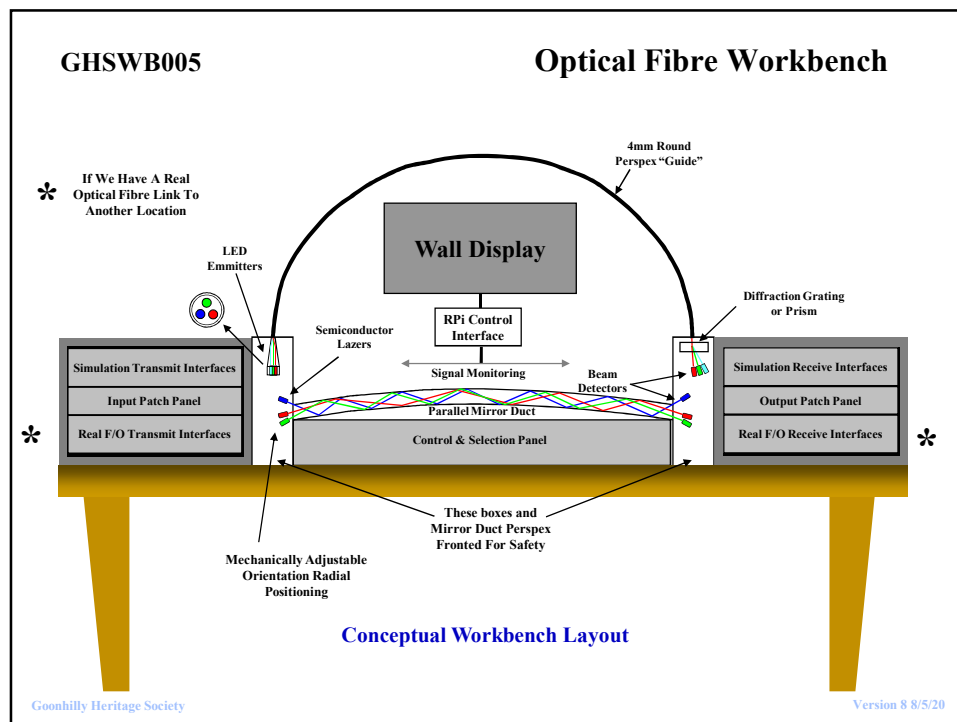 GHSWB005
Optical Fibre Workbench
4mm Round
Perspex “Guide”
*
If We Have A Real
Optical Fibre Link To
Another Location
Wall Display
LED
Emmitters
Diffraction Grating
or Prism
RPi Control
Interface
Semiconductor
Lazers
Signal Monitoring
Beam
Detectors
Simulation Transmit Interfaces
Input Patch Panel
Real F/O Transmit Interfaces
*
Parallel Mirror Duct
Control & Selection Panel
Simulation Receive Interfaces
Output Patch Panel
Real F/O Receive Interfaces
*
These boxes and
Mirror Duct Perspex
Fronted For Safety
Mechanically Adjustable
Orientation Radial
Positioning
Conceptual Workbench Layout
Goonhilly Heritage Society
Version 8 8/5/20